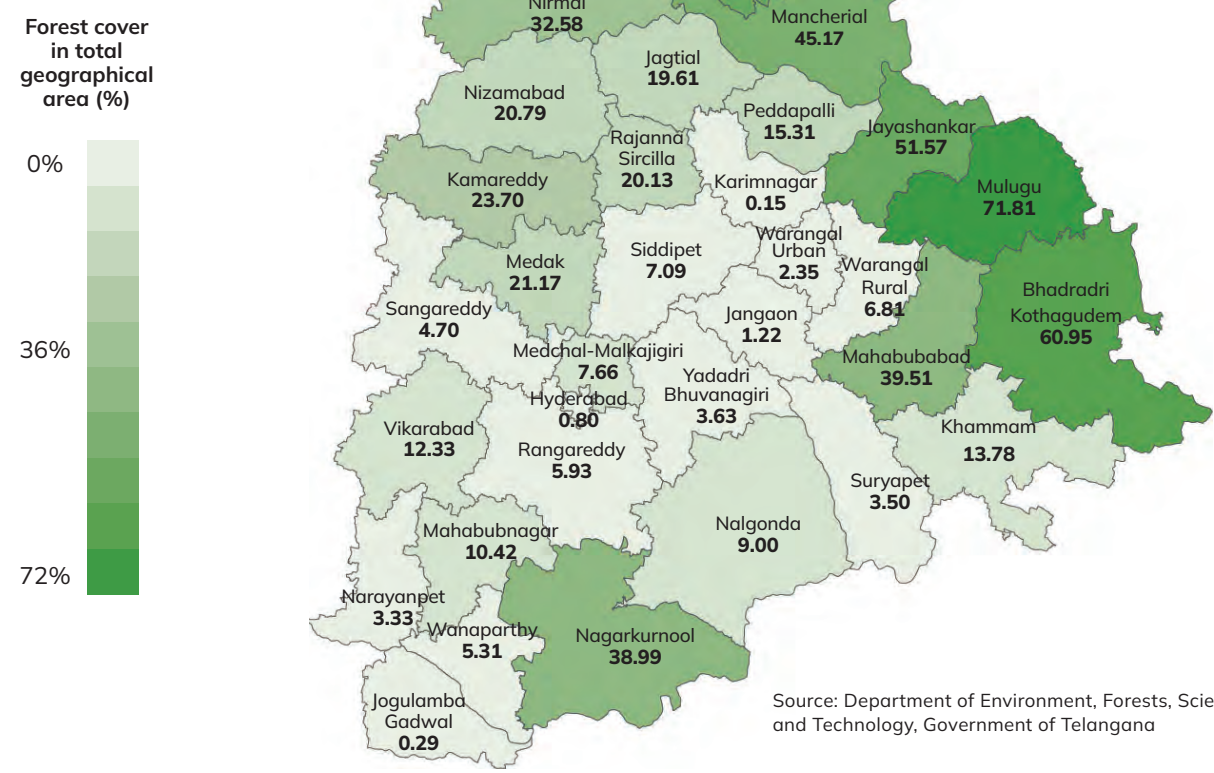 Forest cover
in total
geographical
area (%)
0%
36%
72%
Nirmal
32.58
Mancherial
45.17
Jagtial
19.61
Nizamabad
20.79
Peddapalli
15.31
Jayashankar
51.57
Rajanna
Sircilla
20.13
Kamareddy
23.70
Karimnagar
0.15
Mulugu
71.81
Siddipet
7.09
Warangal
Urban
2.35
Medak
21.17
Warangal
Rural
6.81
Bhadradri
Kothagudem
60.95
Sangareddy
4.70
Jangaon
1.22
Medchal-Malkajigiri
7.66
Mahabubabad
39.51
Yadadri
Bhuvanagiri
3.63
Hyderabad
0.80
Vikarabad
12.33
Rangareddy
5.93
Khammam
13.78
Suryapet
3.50
Mahabubnagar
10.42
Nalgonda
9.00
Narayanpet
3.33
Wanaparthy
5.31
Nagarkurnool
38.99
Jogulamba
Gadwal
0.29
Source: Department of Environment, Forests, Scie
and Technology, Government of Telangana